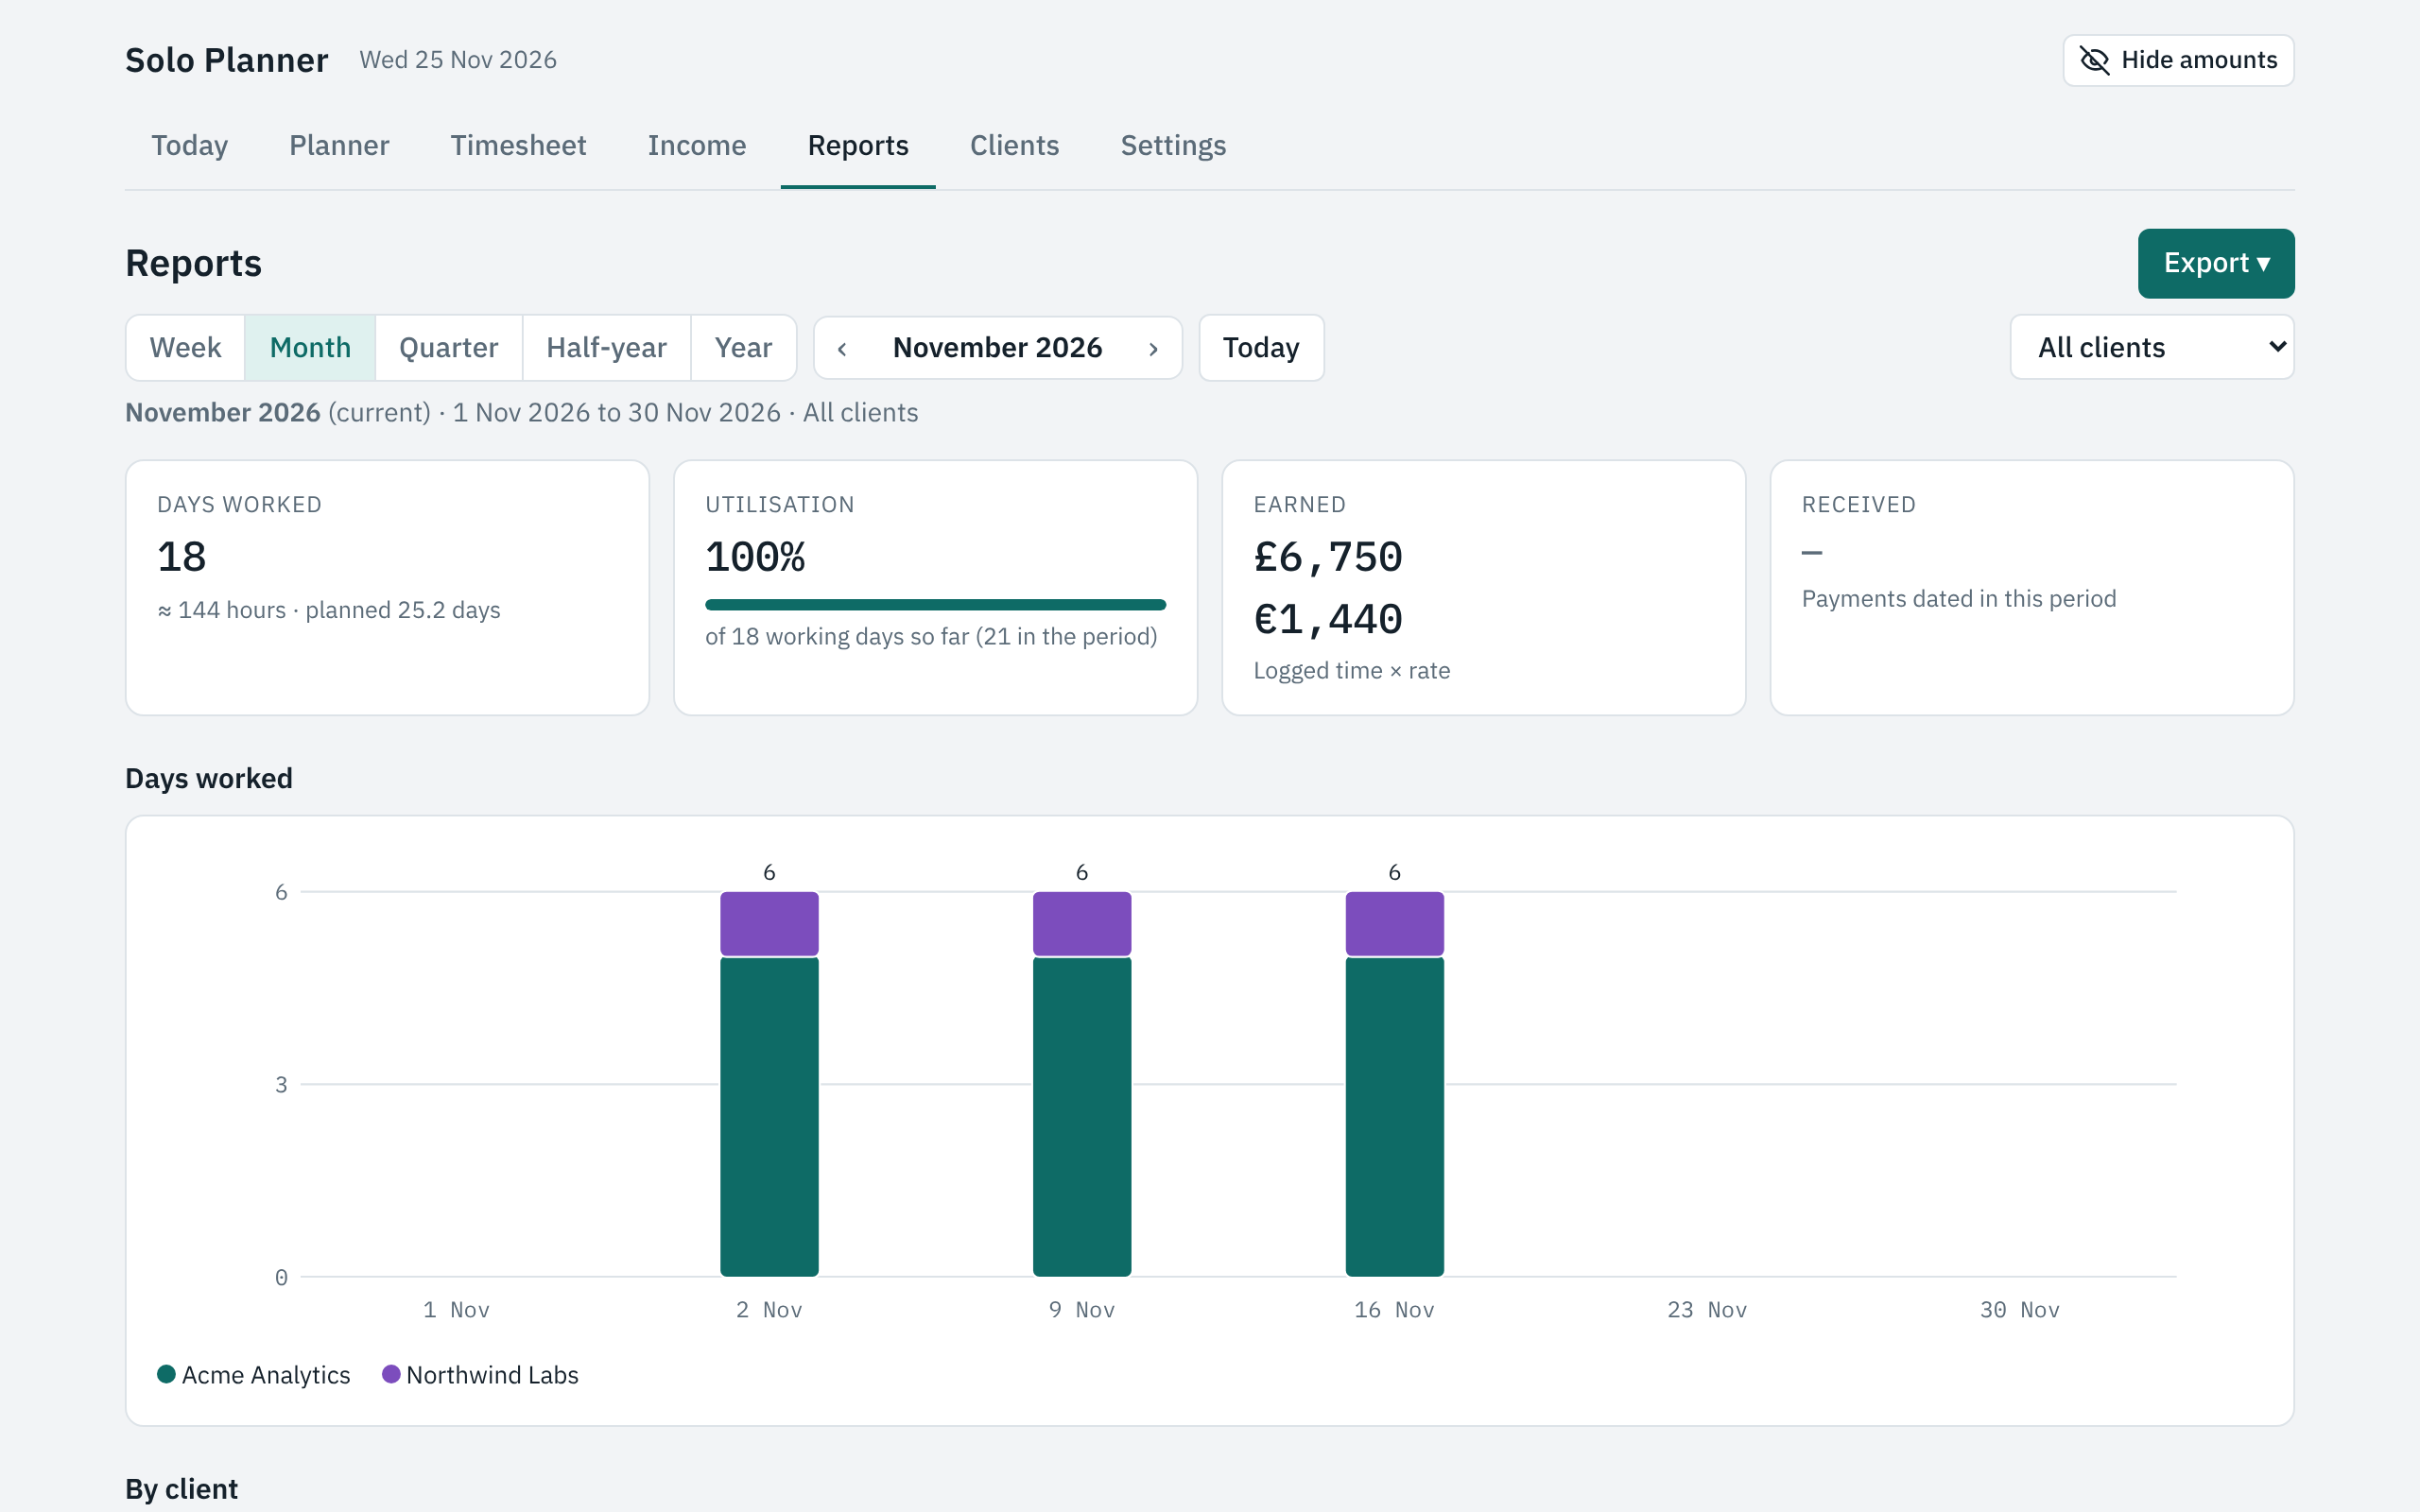 Solo Planner Wed 25 Nov 2026 Hide amounts
Today Planner Timesheet Income Reports Clients Settings
Reports Export ▾
Week Month Quarter Half-year Year ‹ November 2026 › Today All clients
November 2026 (current) · 1 Nov 2026 to 30 Nov 2026 · All clients
DAYS WORKED
18
≈ 144 hours · planned 25.2 days
UTILISATION
100%
of 18 working days so far (21 in the period)
EARNED
£6,750
€1,440
Logged time × rate
RECEIVED
–
Payments dated in this period
Days worked
6 6 6
6
3
0
1 Nov 2 Nov 9 Nov 16 Nov 23 Nov 30 Nov
Acme Analytics Northwind Labs
By client